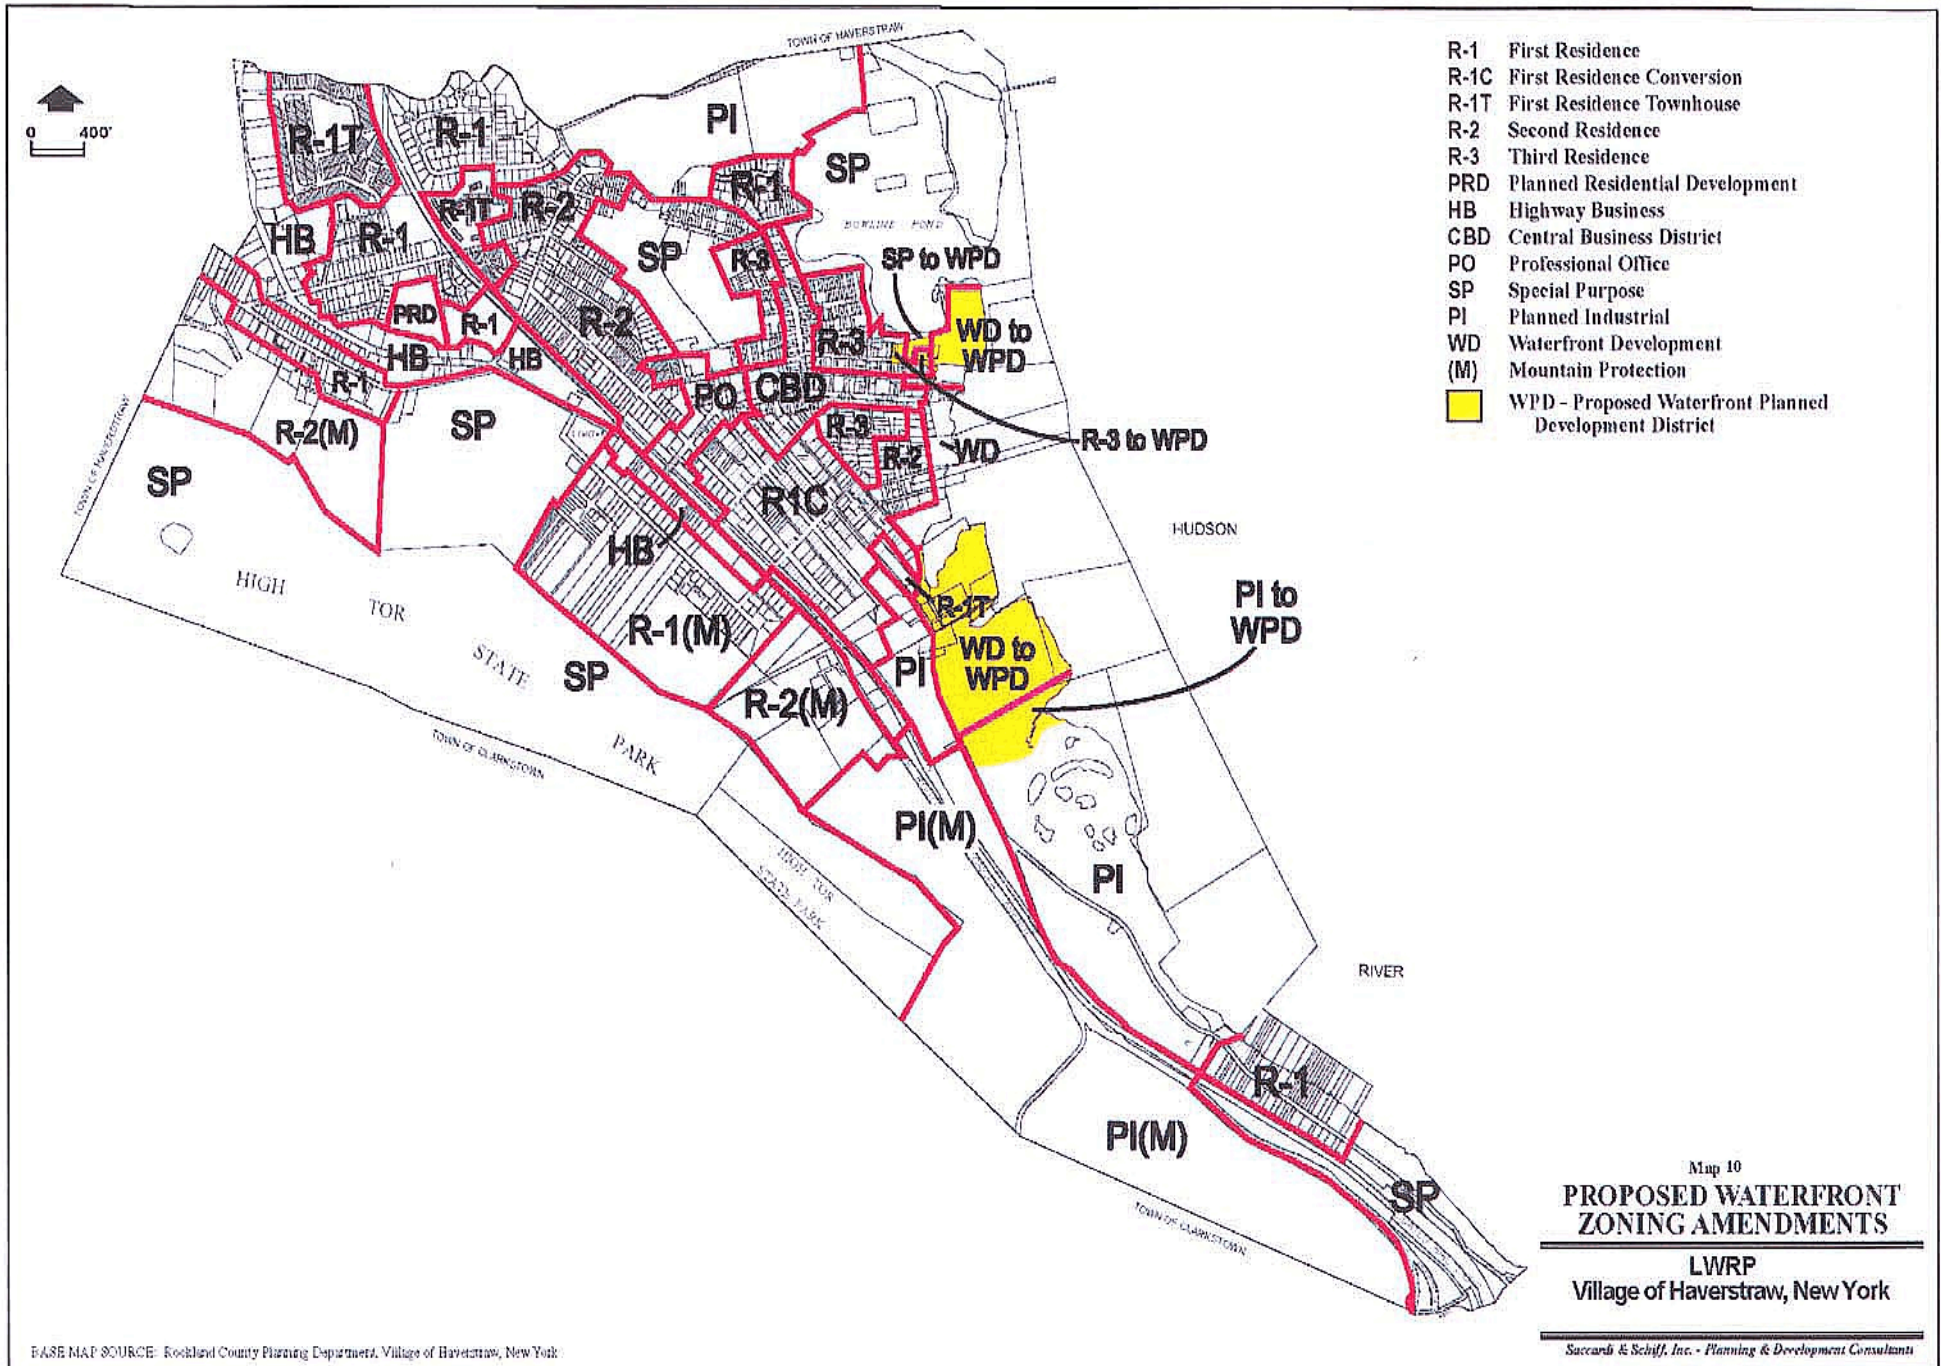 TOWN OF HAVERSTRAW
0 400'
R-1T
R-1
PI
SP
R-1
R-1T
R-2
HB
R-1
BOWLINE POND
SP
R-3
SP to WPD
PRD
R-1
R-2
R-3
WD to
WPD
HB
HB
R-1
PO
CBD
R-2(M)
SP
R-3
R-2
WD
R-3 to WPD
TOWN OF HAVERSTRAW
SP
R1C
HUDSON
HB
HIGH
TOR
STATE
PARK
R-1(M)
R-1T
PI to
WPD
SP
PI
WD to
WPD
R-2(M)
TOWN OF CLARKSTOWN
PI(M)
HIGH TOR
STATE PARK
PI
RIVER
R-1
PI(M)
SP
TOWN OF CLARKSTOWN
R-1 First Residence
R-1C First Residence Conversion
R-1T First Residence Townhouse
R-2 Second Residence
R-3 Third Residence
PRD Planned Residential Development
HB Highway Business
CBD Central Business District
PO Professional Office
SP Special Purpose
PI Planned Industrial
WD Waterfront Development
(M) Mountain Protection
WPD - Proposed Waterfront Planned
Development District
Map 10
PROPOSED WATERFRONT
ZONING AMENDMENTS
LWRP
Village of Haverstraw, New York
Saccardi & Schiff, Inc. - Planning & Development Consultants
BASE MAP SOURCE: Rockland County Planning Department, Village of Haverstraw, New York